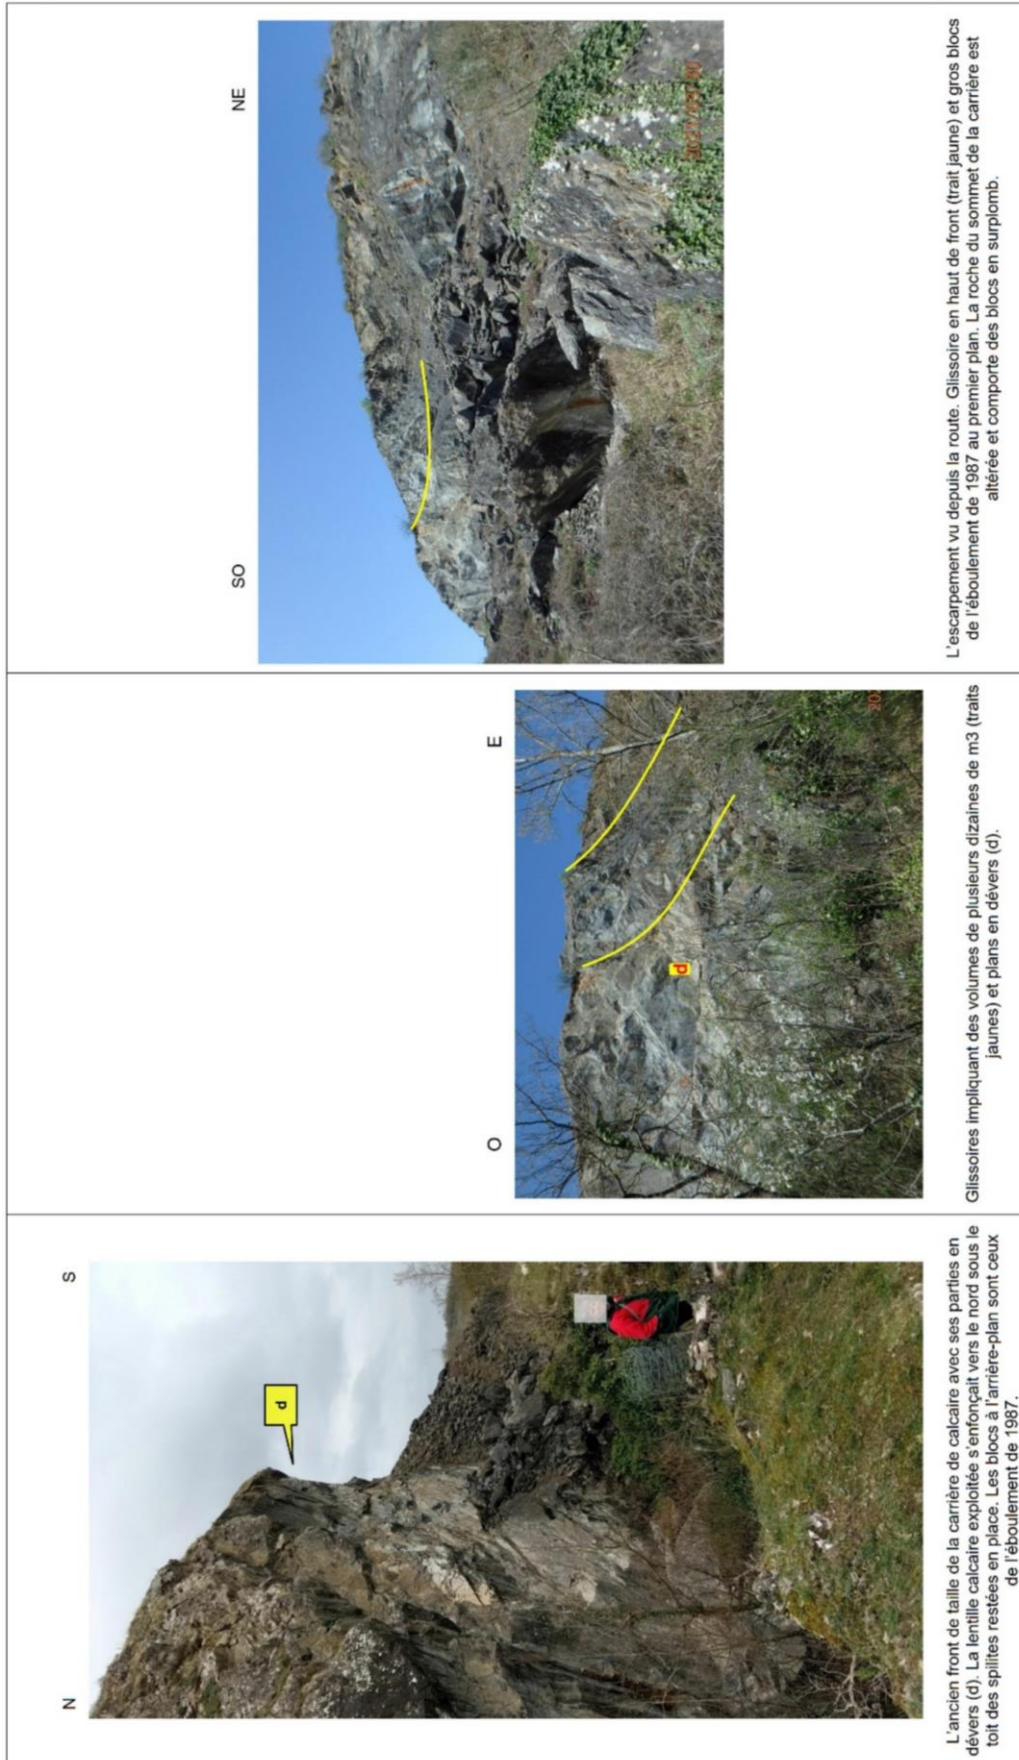 N
S
d
L'ancien front de taille de la carrière de calcaire avec ses parties en
dévers (d). La lentille calcaire exploitée s'enfonçait vers le nord sous le
toit des spilites restées en place. Les blocs à l'arrière-plan sont ceux
de l'éboulement de 1987.
O
E
d
202
Glissoires impliquant des volumes de plusieurs dizaines de m3 (traits
jaunes) et plans en dévers (d).
SO
NE
L'escarpement vu depuis la route. Glissoire en haut de front (trait jaune) et gros blocs
de l'éboulement de 1987 au premier plan. La roche du sommet de la carrière est
altérée et comporte des blocs en surplomb.